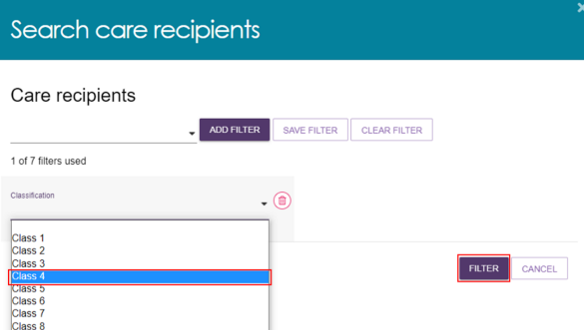 Search care recipients
Care recipients
ADD FILTER SAVE FILTER CLEAR FILTER
1 of 7 filters used
Classification
Class 1
Class 2
Class 3
Class 4
Class 5
Class 6
Class 7
Class 8
FILTER CANCEL